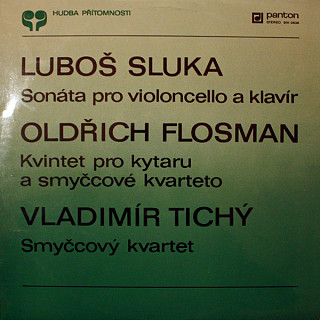 HUDBA PŘÍTOMNOSTI
panton
STEREO
LUBOŠ SLUKA
Sonáta pro violoncello a klavír
OLDŘICH FLOSMAN
Kvintet pro kytaru
a smyčcové kvarteto
VLADIMÍR TICHÝ
Smyčcový kvartet